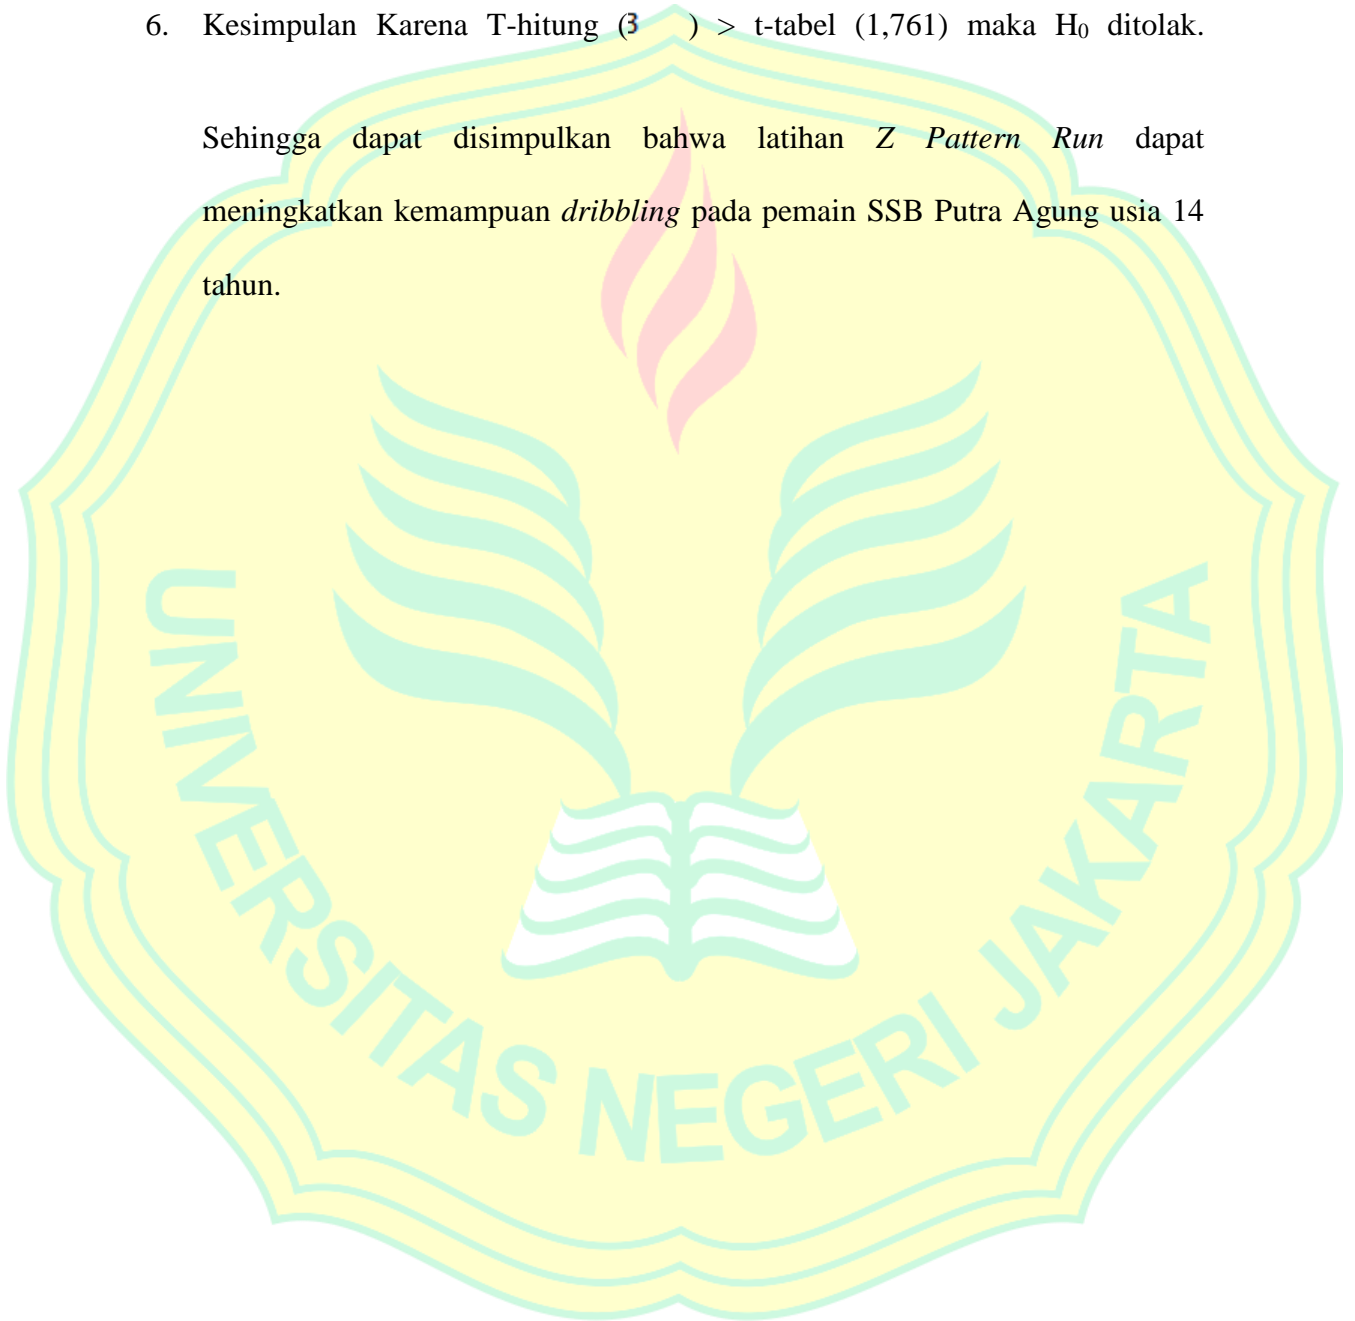 6. Kesimpulan Karena T-hitung (3 ) > t-tabel (1,761) maka H₀ ditolak.
Sehingga dapat disimpulkan bahwa latihan Z Pattern Run dapat
meningkatkan kemampuan dribbling pada pemain SSB Putra Agung usia 14
tahun.
UNIVERSITAS NEGERI JAKARTA